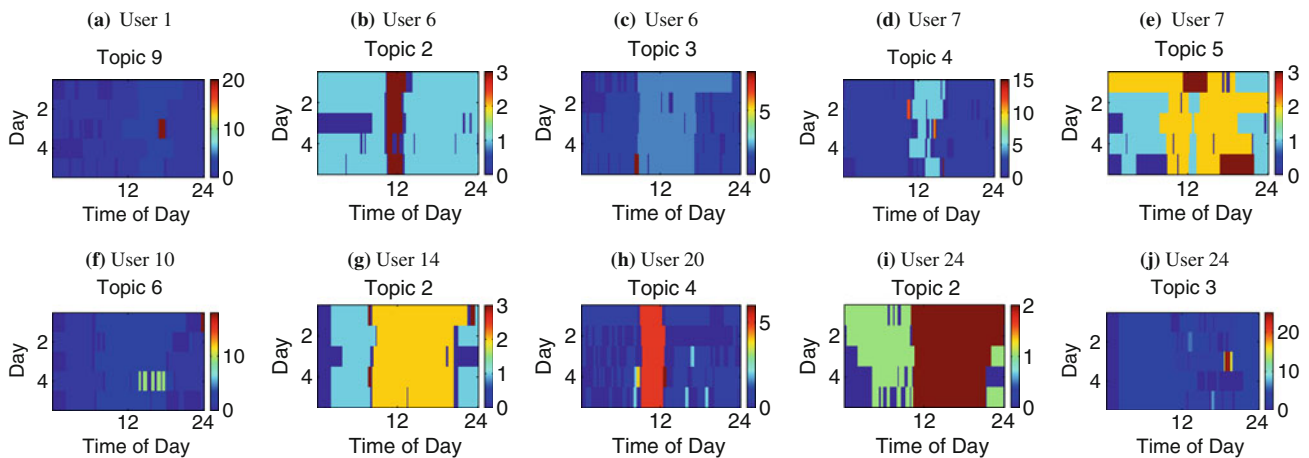 (a) User 1
Topic 9
Day
2
4
12
24
Time of Day
20
10
0
(b) User 6
Topic 2
Day
2
4
12
24
Time of Day
3
2
1
0
(c) User 6
Topic 3
Day
2
4
12
24
Time of Day
5
0
(d) User 7
Topic 4
Day
2
4
12
24
Time of Day
15
10
5
0
(e) User 7
Topic 5
Day
2
4
12
24
Time of Day
3
2
1
0
(f) User 10
Topic 6
Day
2
4
12
24
Time of Day
10
0
(g) User 14
Topic 2
Day
2
4
12
24
Time of Day
3
2
1
0
(h) User 20
Topic 4
Day
2
4
12
24
Time of Day
5
0
(i) User 24
Topic 2
Day
2
4
12
24
Time of Day
2
1
1
0
0
(j) User 24
Topic 3
Day
2
4
12
24
Time of Day
20
10
0